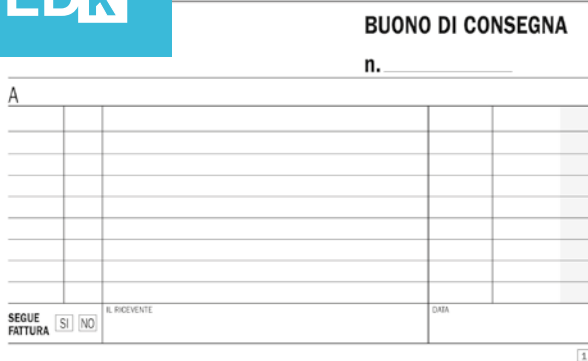 EDK
BUONO DI CONSEGNA
n.
A
SEGUE FATTURA SI NO
IL RICEVENTE
DATA